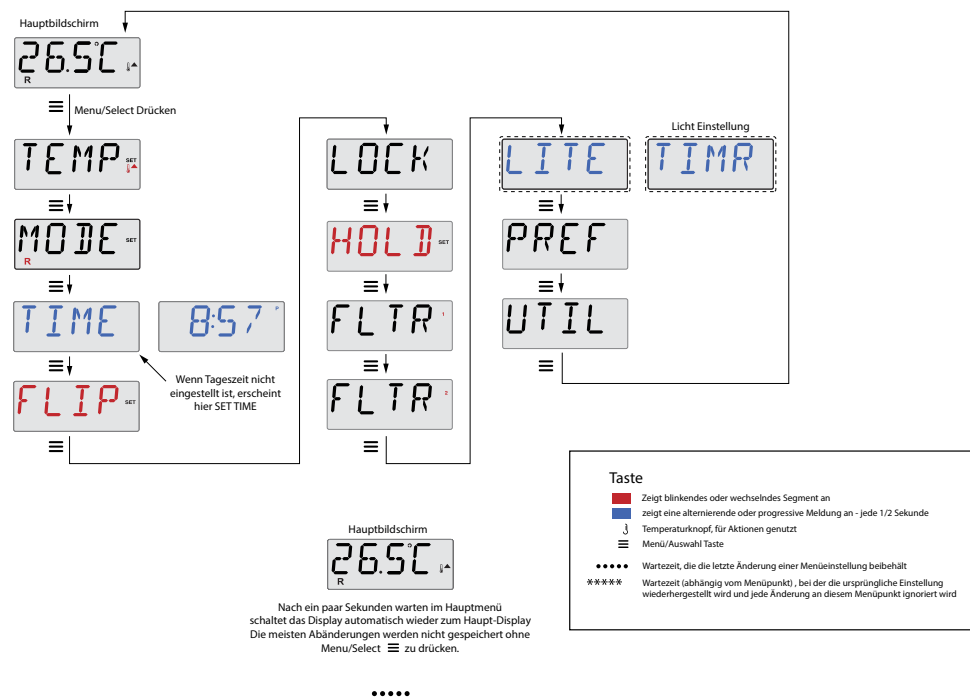 Hauptbildschirm
26.5°C
R
Menu/Select Drücken
TEMP SET
MODE SET
R
TIME
8:57 P
Wenn Tageszeit nicht
eingestellt ist, erscheint
hier SET TIME
FLIP SET
LOCK
HOLD SET
FLTR 1
FLTR 2
Licht Einstellung
LITE
TIMR
PREF
UTIL
Hauptbildschirm
26.5°C
R
Nach ein paar Sekunden warten im Hauptmenü
schaltet das Display automatisch wieder zum Haupt-Display
Die meisten Abänderungen werden nicht gespeichert ohne
Menu/Select ☰ zu drücken.
•••••
Taste
Zeigt blinkendes oder wechselndes Segment an
zeigt eine alternierende oder progressive Meldung an - jede 1/2 Sekunde
Temperaturknopf, für Aktionen genutzt
☰ Menü/Auswahl Taste
••••• Wartezeit, die die letzte Änderung einer Menüeinstellung beibehält
***** Wartezeit (abhängig vom Menüpunkt) , bei der die ursprüngliche Einstellung
wiederhergestellt wird und jede Änderung an diesem Menüpunkt ignoriert wird